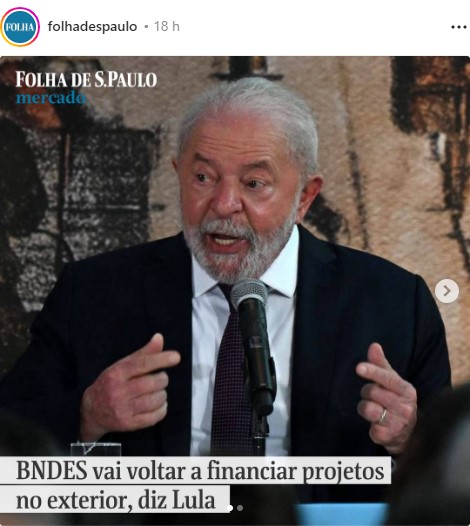 FOLHA
folhadespaulo • 18 h
FOLHA DE S.PAULO
mercado
BNDES vai voltar a financiar projetos
no exterior, diz Lula